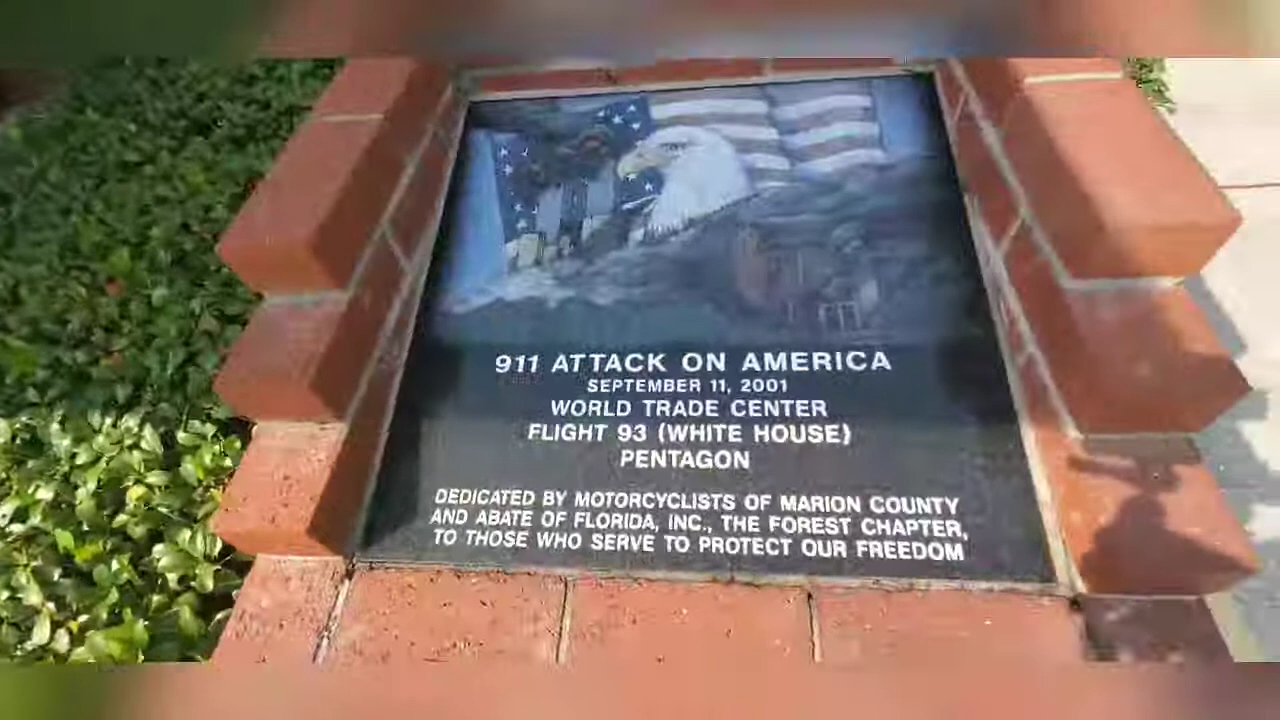 911 ATTACK ON AMERICA
SEPTEMBER 11, 2001
WORLD TRADE CENTER
FLIGHT 93 (WHITE HOUSE)
PENTAGON
DEDICATED BY MOTORCYCLISTS OF MARION COUNTY
AND ABATE OF FLORIDA, INC., THE FOREST CHAPTER,
TO THOSE WHO SERVE TO PROTECT OUR FREEDOM